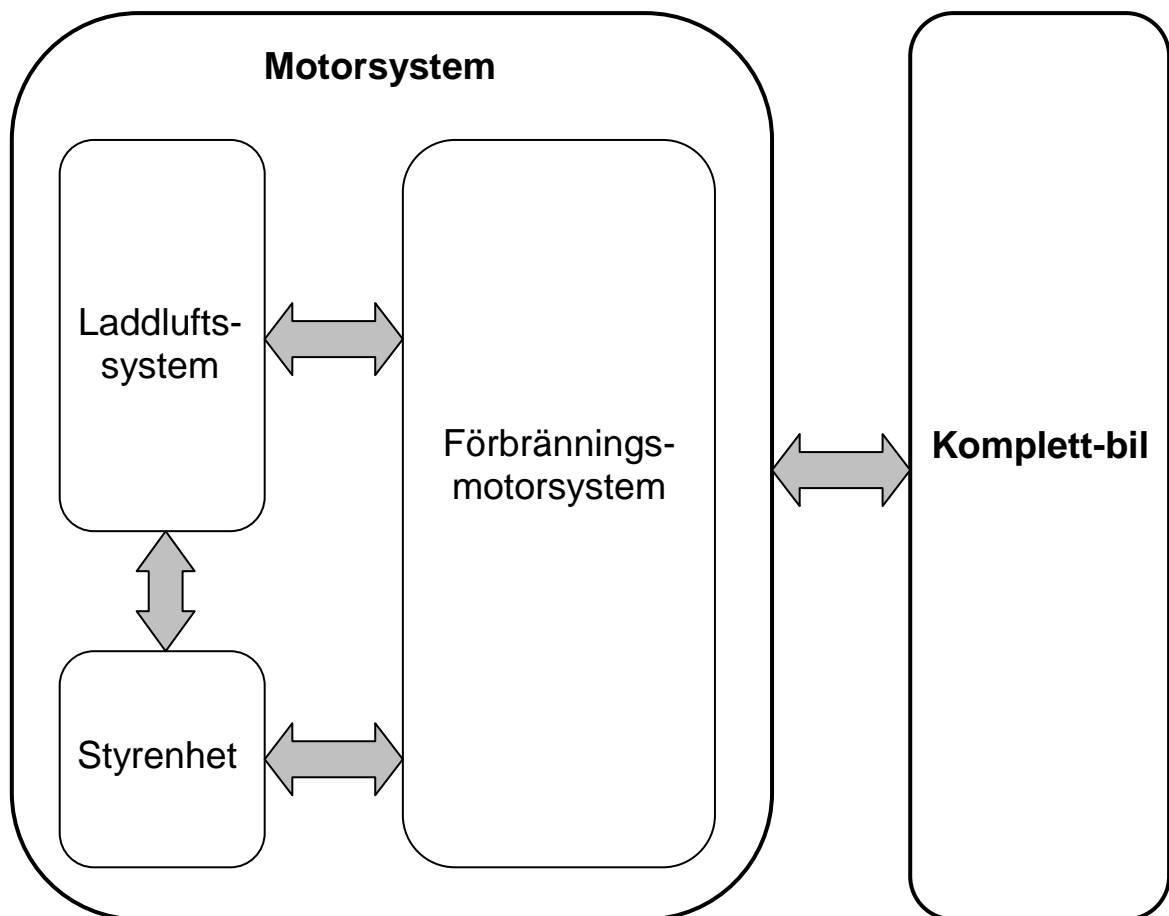 Motorsystem
Laddlufts-
system
Förbrännings-
motorsystem
Komplett-bil
Styrenhet